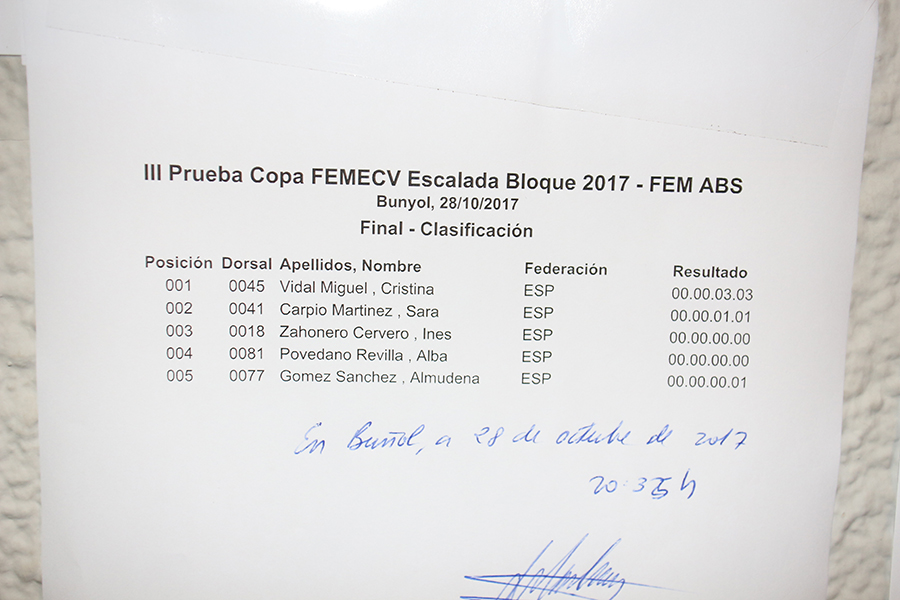 III Prueba Copa FEMECV Escalada Bloque 2017 - FEM ABS
Bunyol, 28/10/2017
Final - Clasificación
Posición Dorsal Apellidos, Nombre Federación Resultado
001 0045 Vidal Miguel , Cristina ESP 00.00.03.03
002 0041 Carpio Martinez , Sara ESP 00.00.01.01
003 0018 Zahonero Cervero , Ines ESP 00.00.00.00
004 0081 Povedano Revilla , Alba ESP 00.00.00.00
005 0077 Gomez Sanchez , Almudena ESP 00.00.00.01
En Buñol, a 28 de octubre de 2017